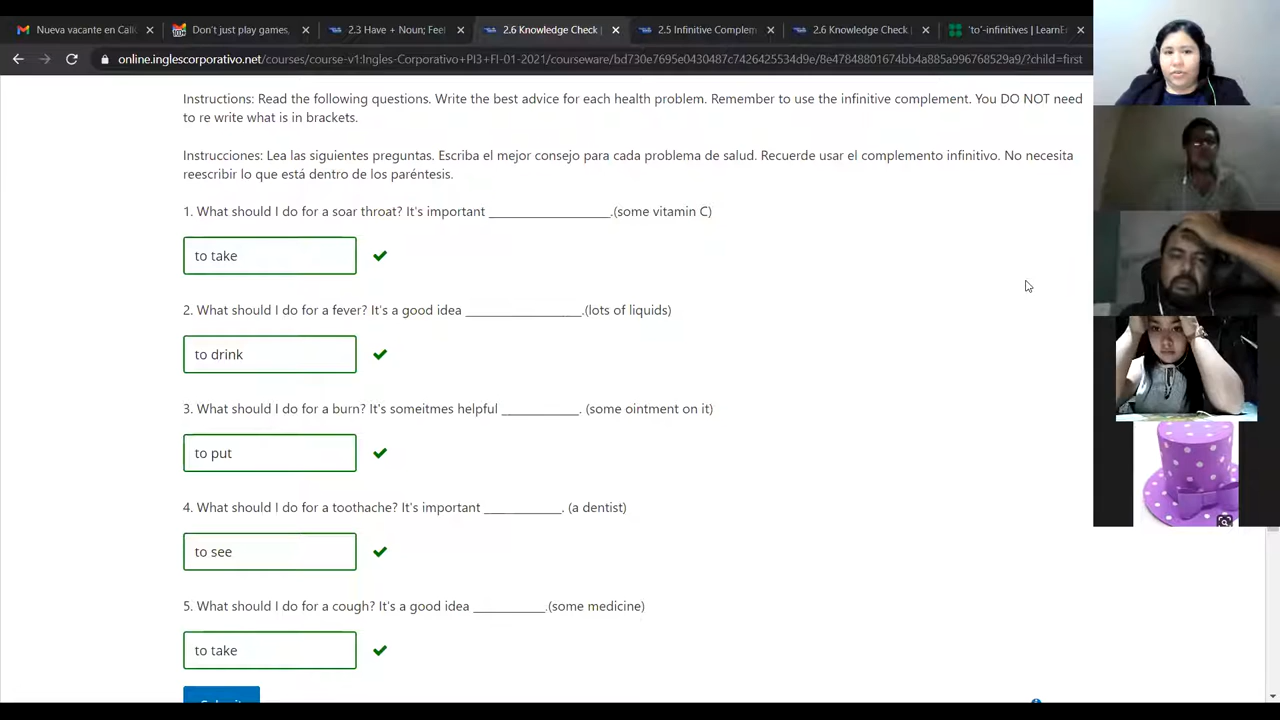 Nueva vacante en Cali
Don't just play games,
2.3 Have + Noun; Feel
2.6 Knowledge Check |
2.5 Infinitive Complem
2.6 Knowledge Check |
'to'-infinitives | LearnE
online.inglescorporativo.net/courses/course-v1:Ingles-Corporativo+PI3+FI-01-2021/courseware/bd730e7695e0430487c7426425534d9e/8e47848801674bb4a885a996768529a9/?child=first
Instructions: Read the following questions. Write the best advice for each health problem. Remember to use the infinitive complement. You DO NOT need
to re write what is in brackets.
Instrucciones: Lea las siguientes preguntas. Escriba el mejor consejo para cada problema de salud. Recuerde usar el complemento infinitivo. No necesita
reescribir lo que está dentro de los paréntesis.
1. What should I do for a soar throat? It's important ___________________.(some vitamin C)
to take
2. What should I do for a fever? It's a good idea __________________.(lots of liquids)
to drink
3. What should I do for a burn? It's someitmes helpful ____________. (some ointment on it)
to put
4. What should I do for a toothache? It's important ____________. (a dentist)
to see
5. What should I do for a cough? It's a good idea ___________.(some medicine)
to take
Submit